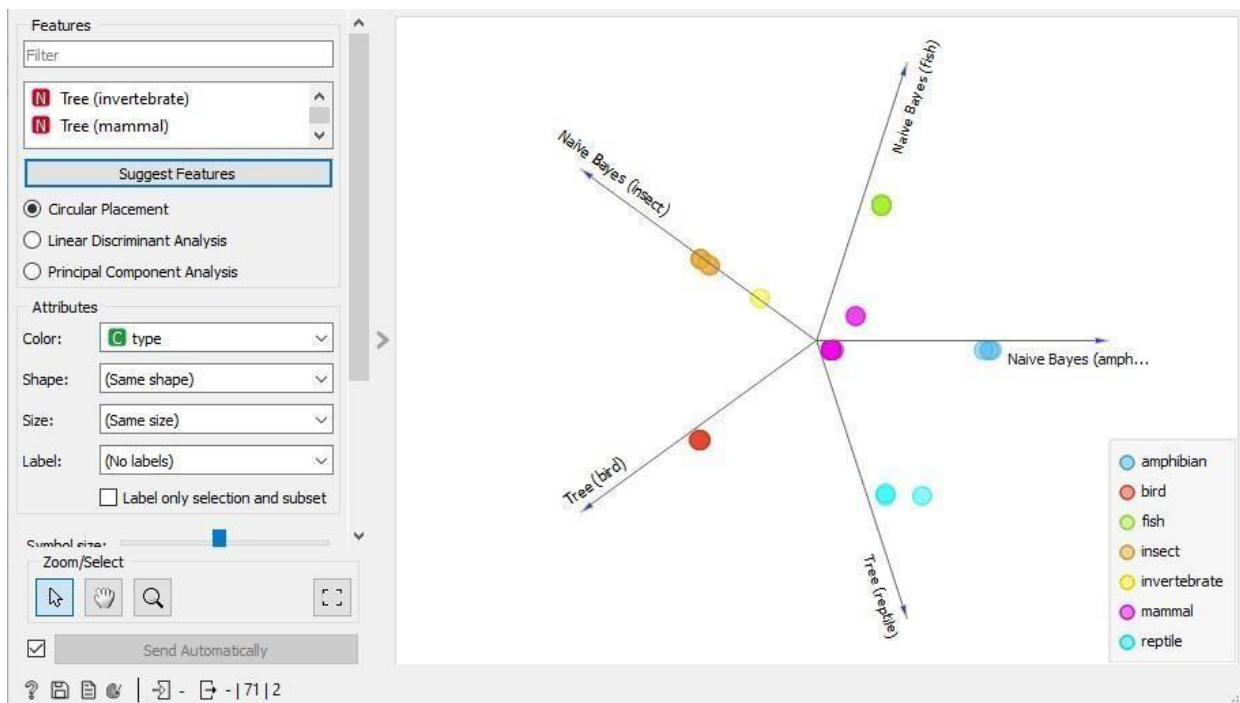 Features
Filter
N Tree (invertebrate)
N Tree (mammal)
Suggest Features
Circular Placement
Linear Discriminant Analysis
Principal Component Analysis
Attributes
Color: C type
Shape: (Same shape)
Size: (Same size)
Label: (No labels)
Label only selection and subset
Symbol size:
Zoom/Select
Send Automatically
? - - | 71 | 2
Naive Bayes (fish)
Naive Bayes (insect)
Naive Bayes (amph...
Tree (bird)
Tree (reptile)
amphibian
bird
fish
insect
invertebrate
mammal
reptile